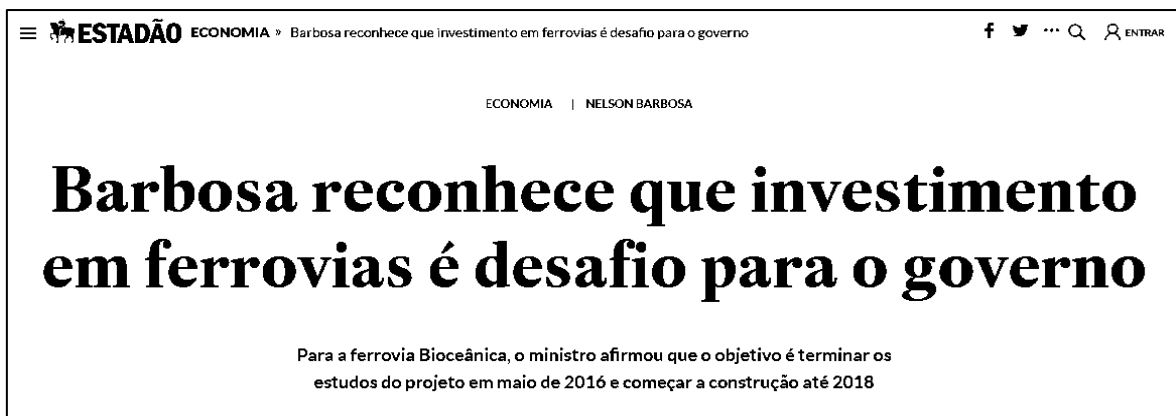 ESTADÃO ECONOMIA » Barbosa reconhece que investimento em ferrovias é desafio para o governo ... ENTRAR
ECONOMIA | NELSON BARBOSA
Barbosa reconhece que investimento
em ferrovias é desafio para o governo
Para a ferrovia Bioceânica, o ministro afirmou que o objetivo é terminar os
estudos do projeto em maio de 2016 e começar a construção até 2018